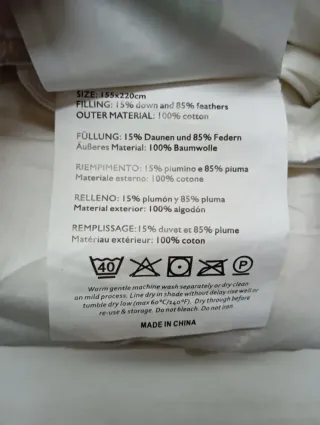 SIZE: 155x220cm
FILLING: 15% down and 85% feathers
OUTER MATERIAL: 100% cotton
FÜLLUNG: 15% Daunen und 85% Federn
Äußeres Material: 100% Baumwolle
RIEMPIMENTO: 15% piumino e 85% piuma
Materiale esterno: 100% cotone
RELLENO: 15% plumón y 85% pluma
Material exterior: 100% algodón
REMPLISSAGE: 15% duvet et 85% plume
Matériau extérieur: 100% coton
40 P
Warm gentle machine wash separately or dry clean
on mild process. Line dry in shade without delay rise well or
tumble dry low (max 60°C/140°F). Dry through before
re-use & storage. Do not bleach. Do not iron
MADE IN CHINA